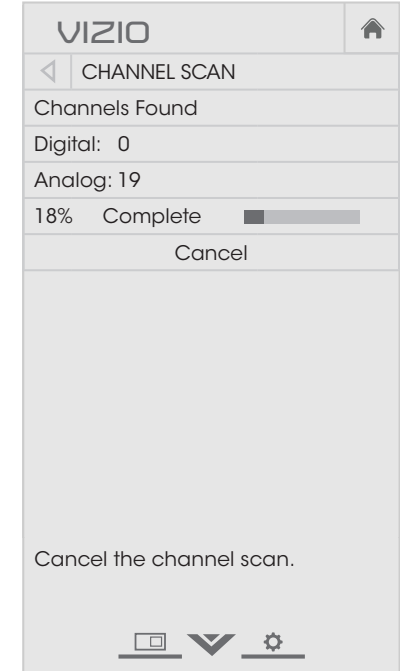 VIZIO
CHANNEL SCAN
Channels Found
Digital: 0
Analog: 19
18% Complete
Cancel
Cancel the channel scan.